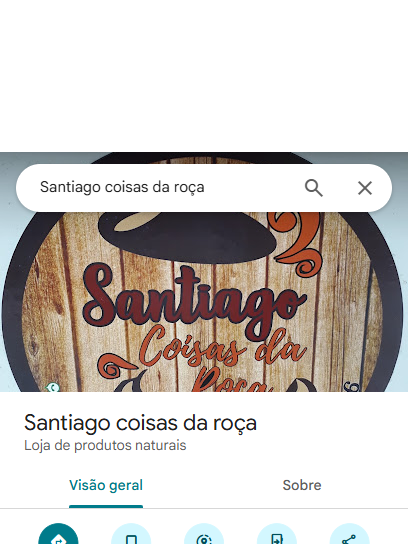 Santiago coisas da roça
Santiago
Coisas da
Roça
Santiago coisas da roça
Loja de produtos naturais
Visão geral
Sobre